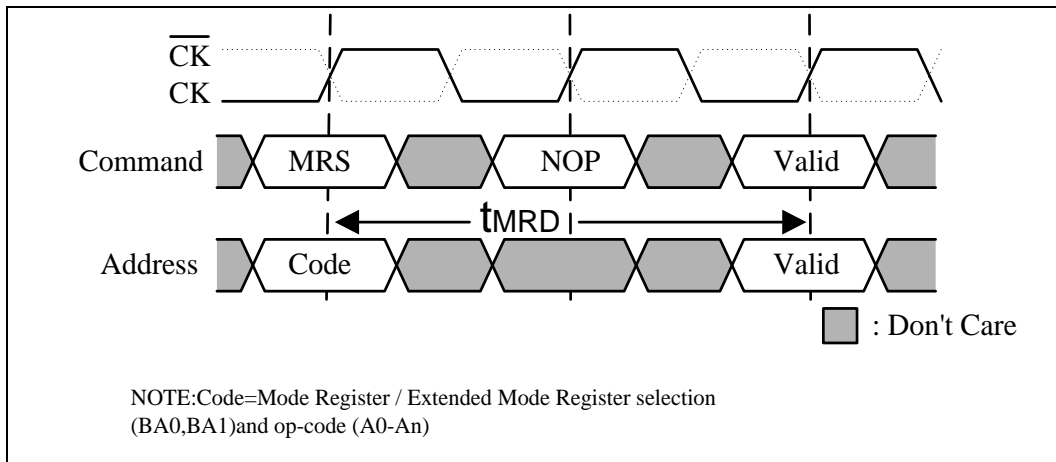 CK
CK
Command MRS NOP Valid
tMRD
Address Code Valid
: Don't Care
NOTE:Code=Mode Register / Extended Mode Register selection
(BA0,BA1)and op-code (A0-An)